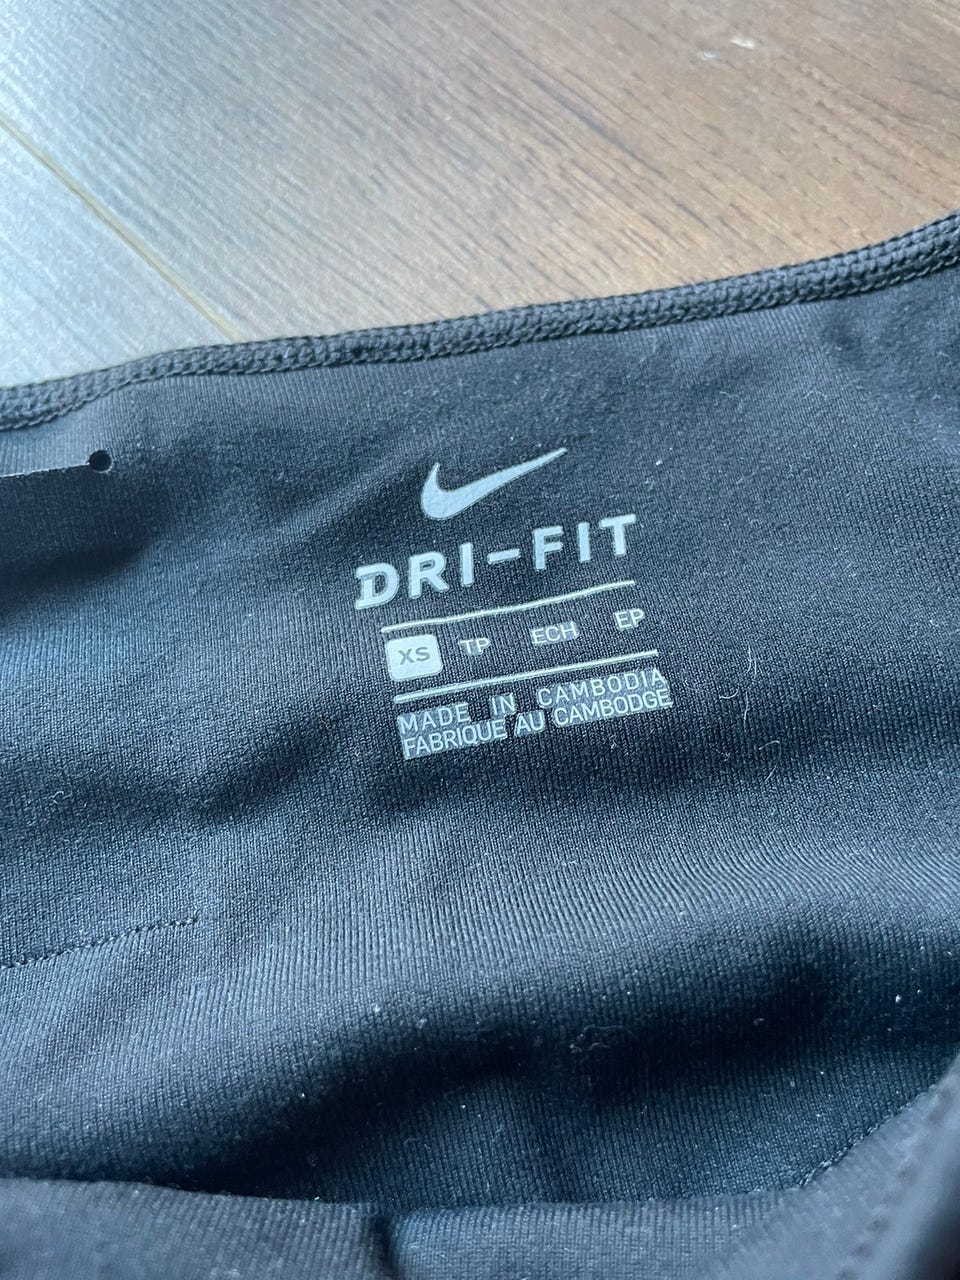 DRI-FIT
XS TP ECH EP
MADE IN CAMBODIA
FABRIQUE AU CAMBODGE